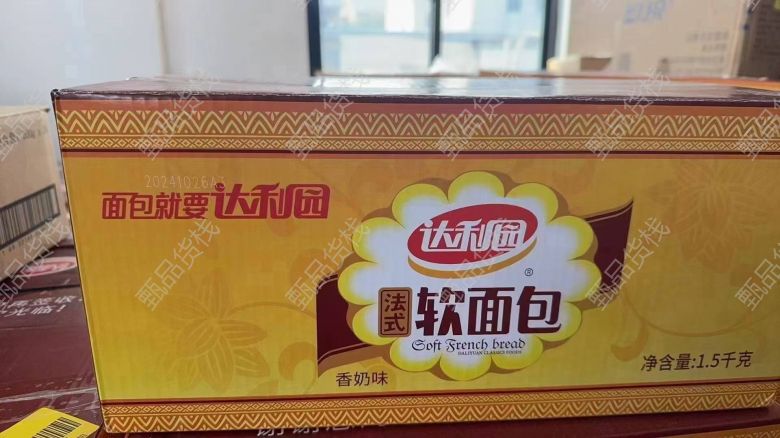 20241026A3
面包就要达利园
达利园
®
法式
软面包
Soft French bread
DALIYUAN CLASSICS FOODS
香奶味
净含量:1.5千克
甄品货栈